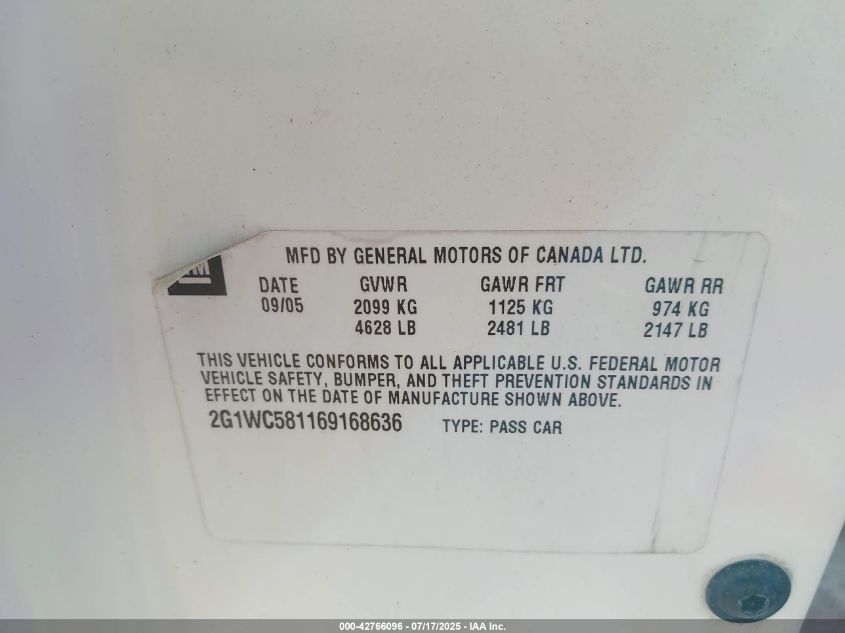 GM
MFD BY GENERAL MOTORS OF CANADA LTD.
DATE GVWR GAWR FRT GAWR RR
09/05 2099 KG 1125 KG 974 KG
4628 LB 2481 LB 2147 LB
THIS VEHICLE CONFORMS TO ALL APPLICABLE U.S. FEDERAL MOTOR
VEHICLE SAFETY, BUMPER, AND THEFT PREVENTION STANDARDS IN
EFFECT ON THE DATE OF MANUFACTURE SHOWN ABOVE.
2G1WC581169168636 TYPE: PASS CAR
000-42766096 - 07/17/2025 - IAA Inc.